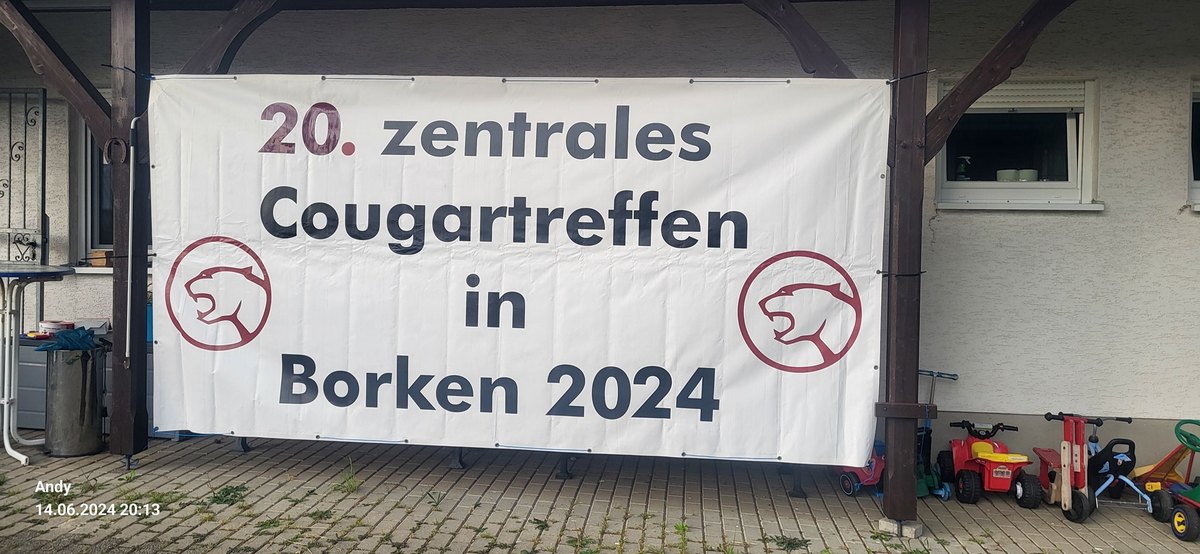 20. zentrales
Cougartreffen
in
Borken 2024
Andy
14.06.2024 20:13